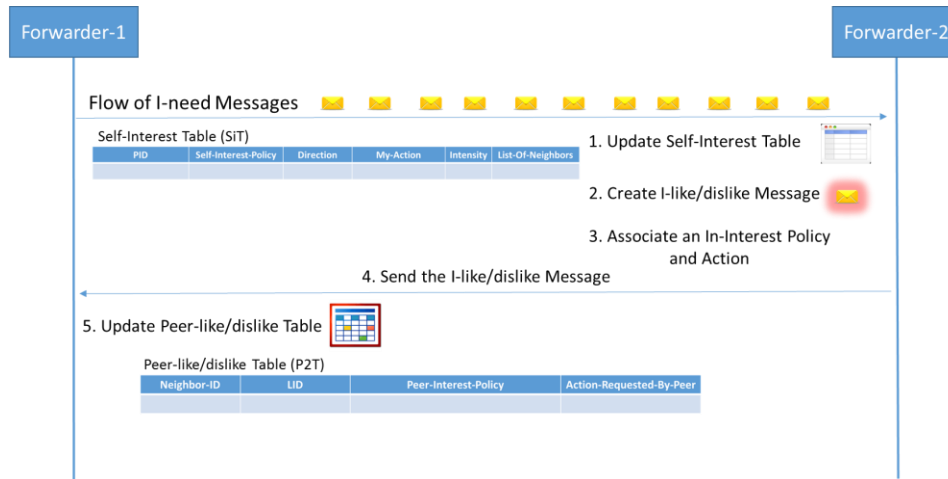 Forwarder-1
Forwarder-2
Flow of I-need Messages
Self-Interest Table (SiT)
PID Self-Interest-Policy Direction My-Action Intensity List-Of-Neighbors
1. Update Self-Interest Table
2. Create I-like/dislike Message
3. Associate an In-Interest Policy
and Action
4. Send the I-like/dislike Message
5. Update Peer-like/dislike Table
Peer-like/dislike Table (P2T)
Neighbor-ID LID Peer-Interest-Policy Action-Requested-By-Peer